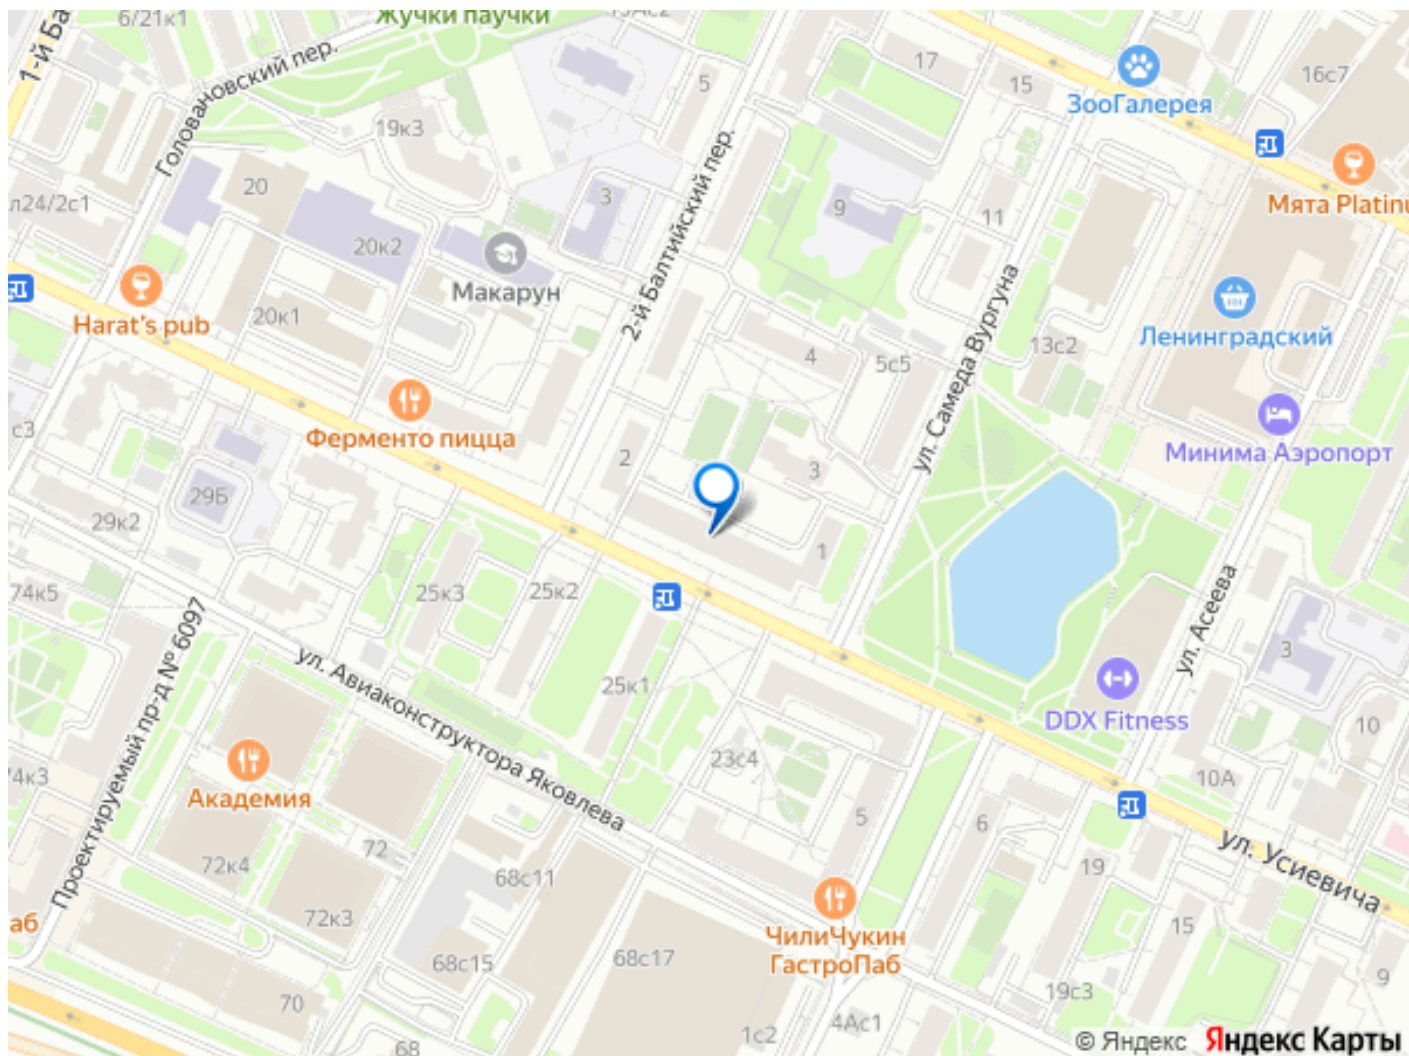 6/21к1
Жучки паучки
1-й Ба
Головановский пер.
5
17
15
ЗооГалерея
16с7
19к3
2-й Балтийский пер.
Мята Platinu
л24/2с1
20
20к2
3
9
11
Макарун
Harat's pub
20к1
ул. Самеда Вургуна
Ленинградский
13с2
4
5с5
с3
Ферменто пицца
Минима Аэропорт
2
3
29Б
29к2
1
74к5
25к3
25к2
ул. Асеева
Проектируемый пр-д № 6097
ул. Авиаконструктора Яковлева
25к1
3
DDX Fitness
10
74к3
Академия
23с4
10А
5
6
ул. Усиевича
72
72к4
68с11
19
72к3
аб
ЧилиЧукин
ГастроПаб
15
68с15
68с17
9
70
19с3
4Ас1
1с2
68
© Яндекс Яндекс Карты